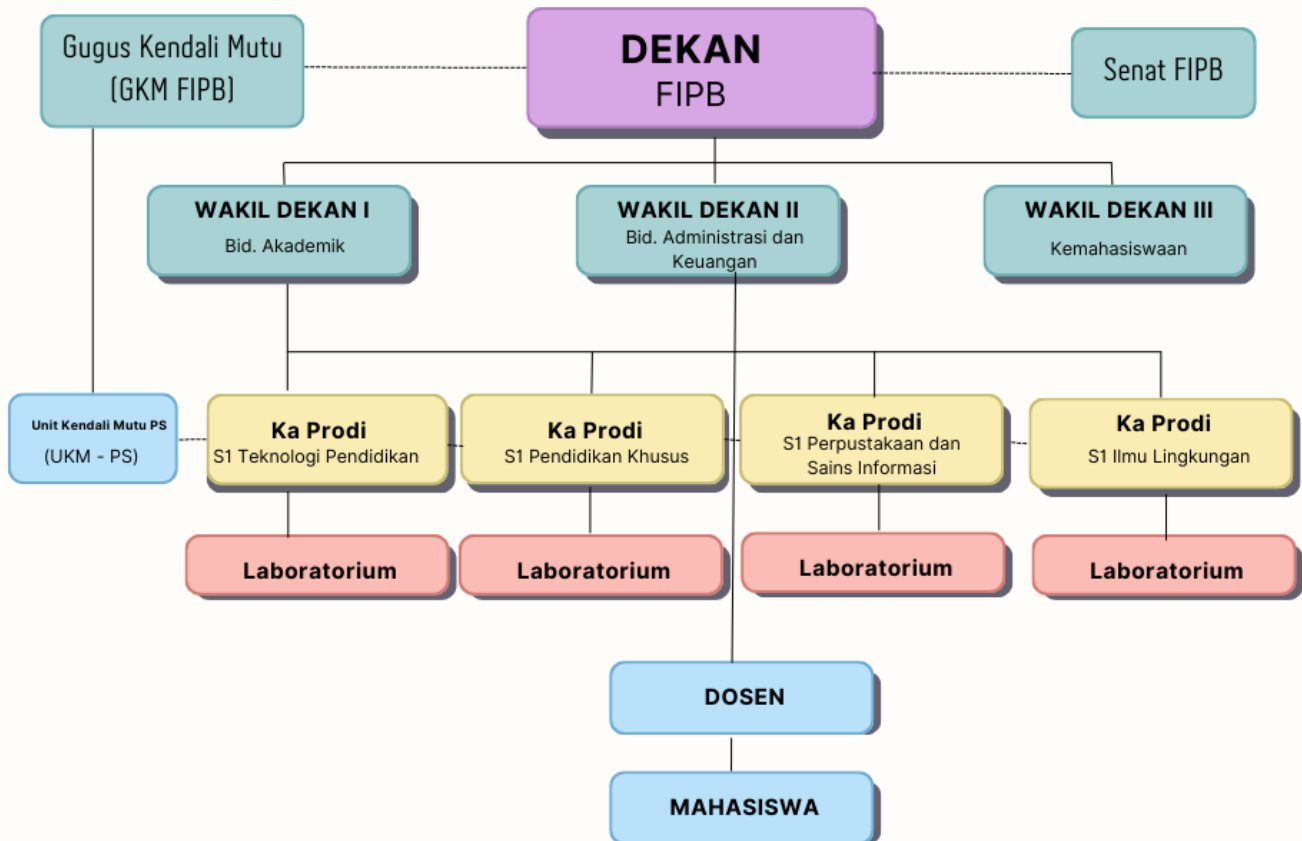 Gugus Kendali Mutu
(GKM FIPB)
DEKAN
FIPB
Senat FIPB
WAKIL DEKAN I
Bid. Akademik
WAKIL DEKAN II
Bid. Administrasi dan
Keuangan
WAKIL DEKAN III
Kemahasiswaan
Unit Kendali Mutu PS
(UKM - PS)
Ka Prodi
S1 Teknologi Pendidikan
Ka Prodi
S1 Pendidikan Khusus
Ka Prodi
S1 Perpustakaan dan
Sains Informasi
Ka Prodi
S1 Ilmu Lingkungan
Laboratorium
Laboratorium
Laboratorium
Laboratorium
DOSEN
MAHASISWA